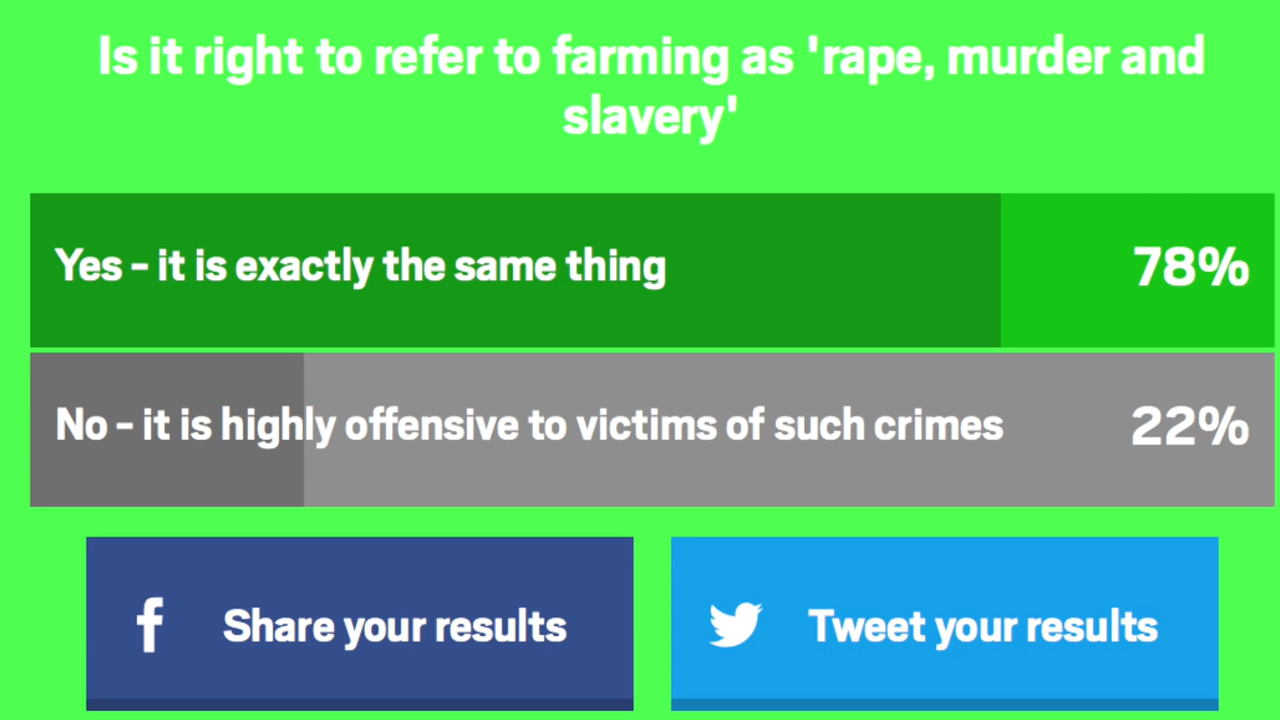 Is it right to refer to farming as 'rape, murder and
slavery'
Yes - it is exactly the same thing
78%
No - it is highly offensive to victims of such crimes
22%
Share your results
Tweet your results